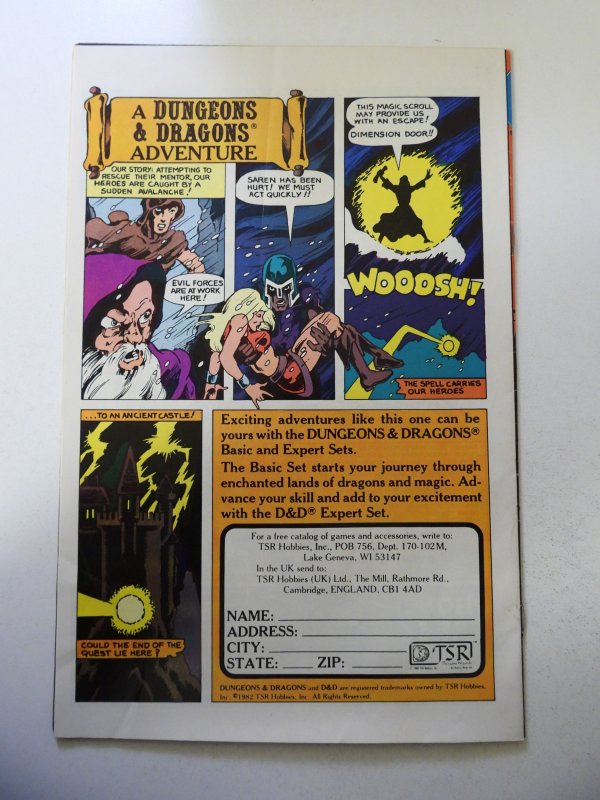 A DUNGEONS
& DRAGONS®
ADVENTURE
OUR STORY: ATTEMPTING TO
RESCUE THEIR MENTOR, OUR
HEROES ARE CAUGHT BY A
SUDDEN AVALANCHE!
EVIL FORCES
ARE AT WORK
HERE!
SAREN HAS BEEN
HURT! WE MUST
ACT QUICKLY!!
THIS MAGIC SCROLL
MAY PROVIDE US
WITH AN ESCAPE!
DIMENSION DOOR!!
WOOOSH!
THE SPELL CARRIES
OUR HEROES
...TO AN ANCIENT CASTLE!
COULD THE END OF THE
QUEST LIE HERE?
Exciting adventures like this one can be
yours with the DUNGEONS & DRAGONS®
Basic and Expert Sets.
The Basic Set starts your journey through
enchanted lands of dragons and magic. Ad-
vance your skill and add to your excitement
with the D&D® Expert Set.
For a free catalog of games and accessories, write to:
TSR Hobbies, Inc., POB 756, Dept. 170-102M,
Lake Geneva, WI 53147
In the UK send to:
TSR Hobbies (UK) Ltd., The Mill, Rathmore Rd.,
Cambridge, ENGLAND, CB1 4AD
NAME:
ADDRESS:
CITY:
STATE: ZIP:
TSR
DUNGEONS & DRAGONS and D&D are registered trademarks owned by TSR Hobbies,
Inc. ©1982 TSR Hobbies, Inc. All Rights Reserved.